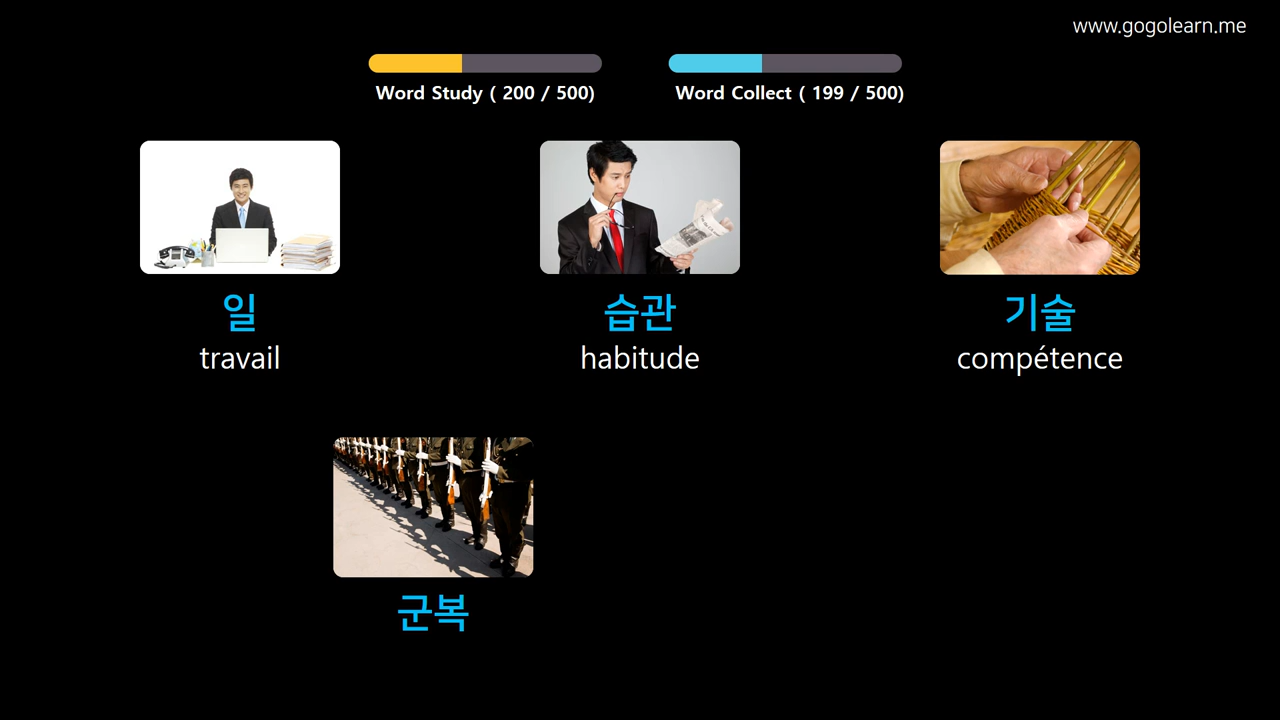 www.gogolearn.me
Word Study ( 200 / 500)
Word Collect ( 199 / 500)
일
travail
습관
habitude
기술
compétence
군복